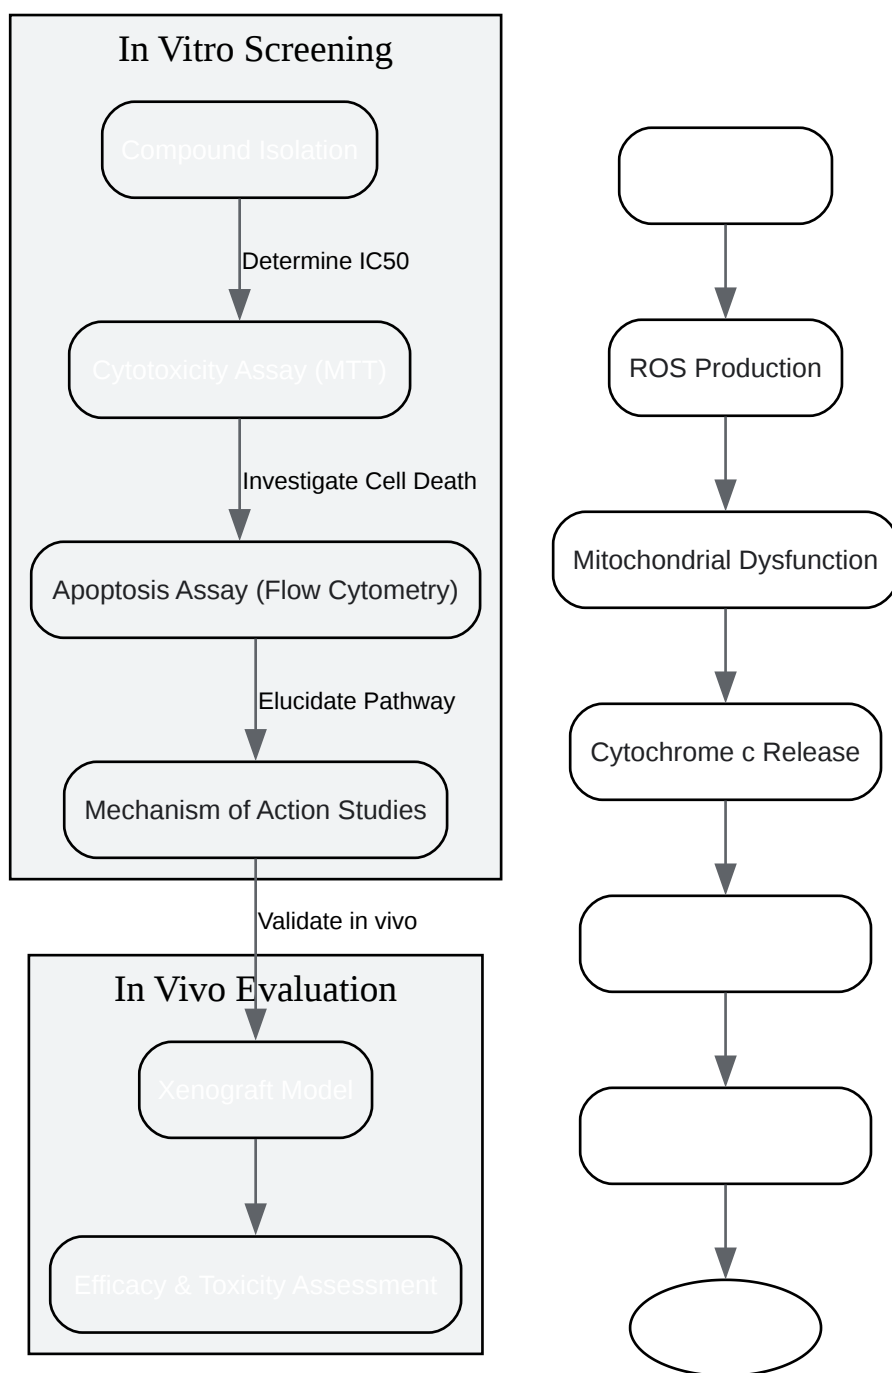 In Vitro Screening
Compound Isolation
Determine IC50
Cytotoxicity Assay (MTT)
Investigate Cell Death
Apoptosis Assay (Flow Cytometry)
Elucidate Pathway
Mechanism of Action Studies
Validate in vivo
In Vivo Evaluation
Xenograft Model
Efficacy & Toxicity Assessment
ROS Production
Mitochondrial Dysfunction
Cytochrome c Release